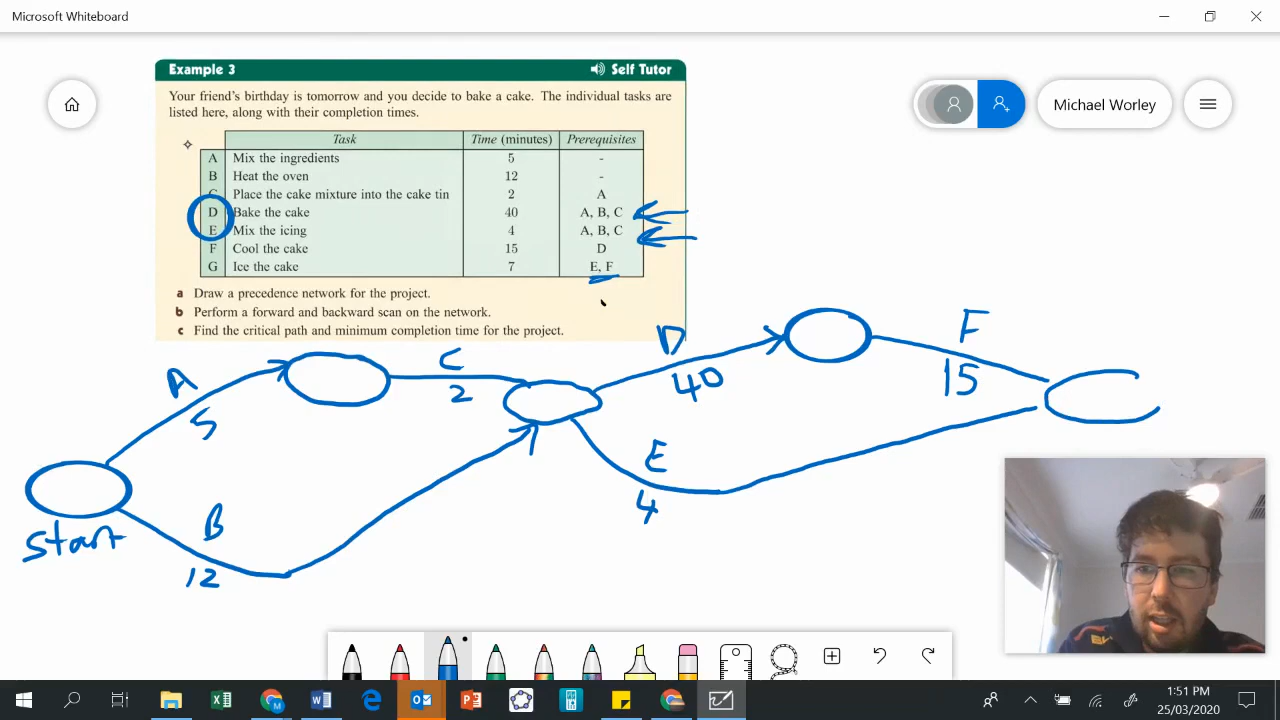 Microsoft Whiteboard
Example 3 Self Tutor
Your friend's birthday is tomorrow and you decide to bake a cake. The individual tasks are
listed here, along with their completion times.
Task Time (minutes) Prerequisites
A Mix the ingredients 5 -
B Heat the oven 12 -
C Place the cake mixture into the cake tin 2 A
D Bake the cake 40 A, B, C
E Mix the icing 4 A, B, C
F Cool the cake 15 D
G Ice the cake 7 E, F
a Draw a precedence network for the project.
b Perform a forward and backward scan on the network.
c Find the critical path and minimum completion time for the project.
Michael Worley
A
5
C
2
D
40
F
15
start
B
12
E
4
1:51 PM
25/03/2020